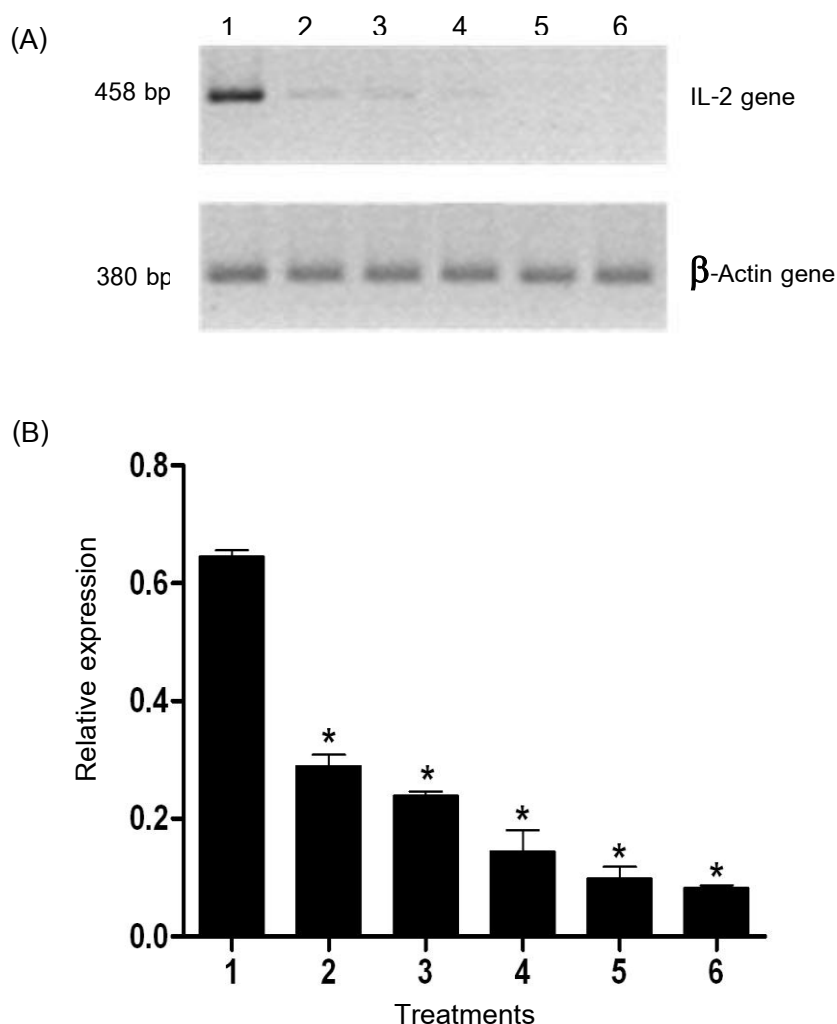 (A)
1 2 3 4 5 6
458 bp IL-2 gene
380 bp β-Actin gene
(B)
0.8
0.6
0.4
0.2
0.0
Relative expression
* * * * *
1 2 3 4 5 6
Treatments